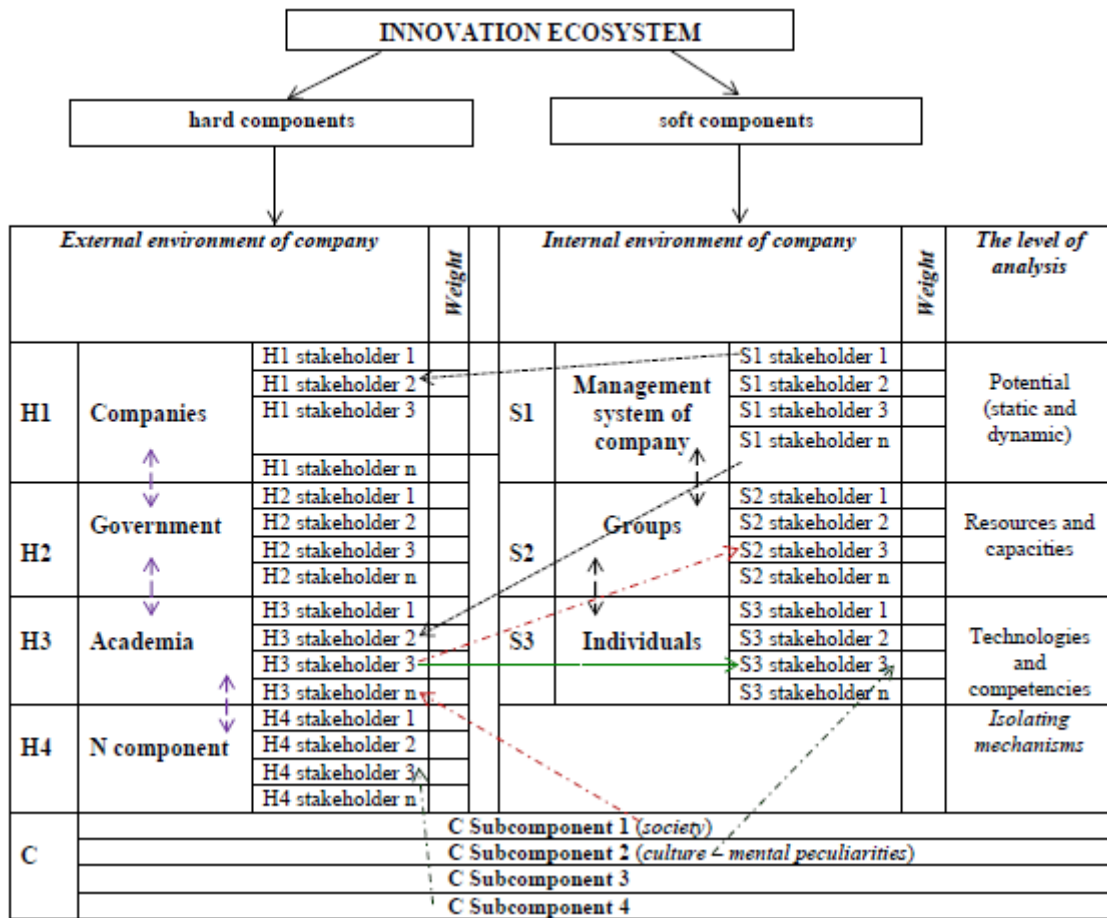 INNOVATION ECOSYSTEM
hard components
soft components
External environment of company
Weight
Internal environment of company
Weight
The level of
analysis
H1
Companies
H1 stakeholder 1
H1 stakeholder 2
H1 stakeholder 3
H1 stakeholder n
S1
Management
system of
company
S1 stakeholder 1
S1 stakeholder 2
S1 stakeholder 3
S1 stakeholder n
Potential
(static and
dynamic)
H2
Government
H2 stakeholder 1
H2 stakeholder 2
H2 stakeholder 3
H2 stakeholder n
S2
Groups
S2 stakeholder 1
S2 stakeholder 2
S2 stakeholder 3
S2 stakeholder n
Resources and
capacities
H3
Academia
H3 stakeholder 1
H3 stakeholder 2
H3 stakeholder 3
H3 stakeholder n
S3
Individuals
S3 stakeholder 1
S3 stakeholder 2
S3 stakeholder 3
S3 stakeholder n
Technologies
and
competencies
H4
N component
H4 stakeholder 1
H4 stakeholder 2
H4 stakeholder 3
H4 stakeholder n
Isolating
mechanisms
C
C Subcomponent 1 (society)
C Subcomponent 2 (culture – mental peculiarities)
C Subcomponent 3
C Subcomponent 4